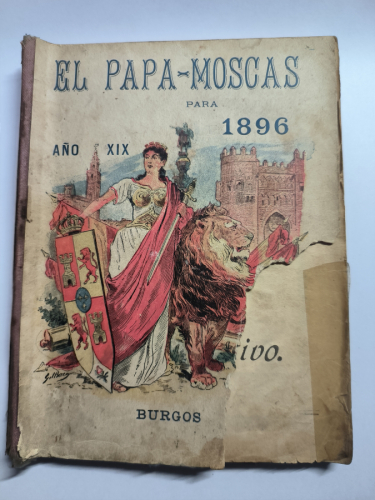 EL PAPA-MOSCAS
PARA
1896
AÑO XIX
ivo.
BURGOS